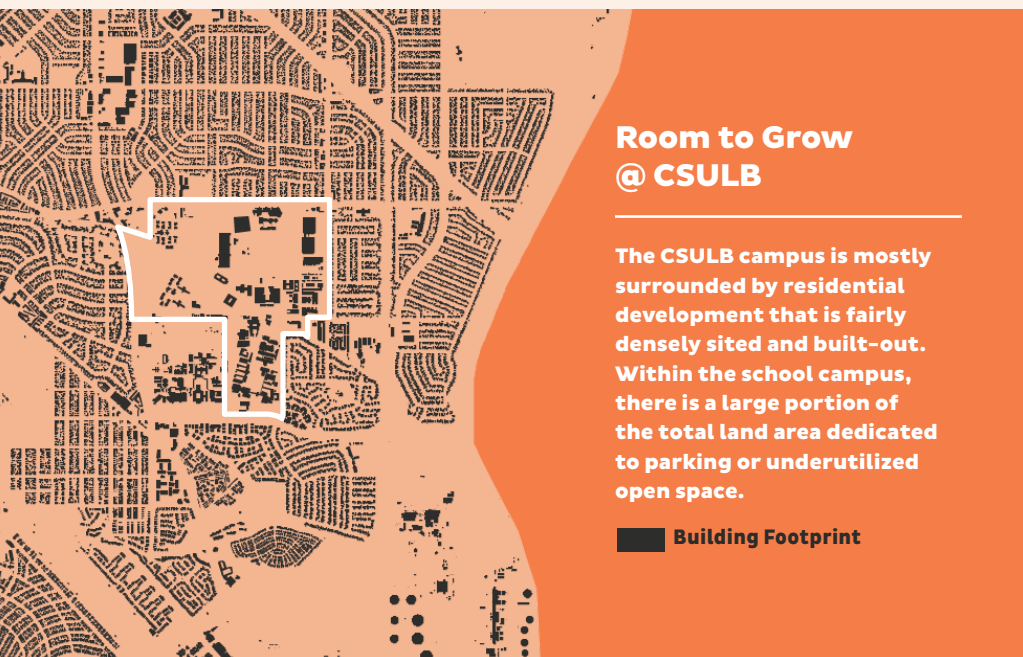 Room to Grow
@ CSULB
The CSULB campus is mostly
surrounded by residential
development that is fairly
densely sited and built-out.
Within the school campus,
there is a large portion of
the total land area dedicated
to parking or underutilized
open space.
Building Footprint